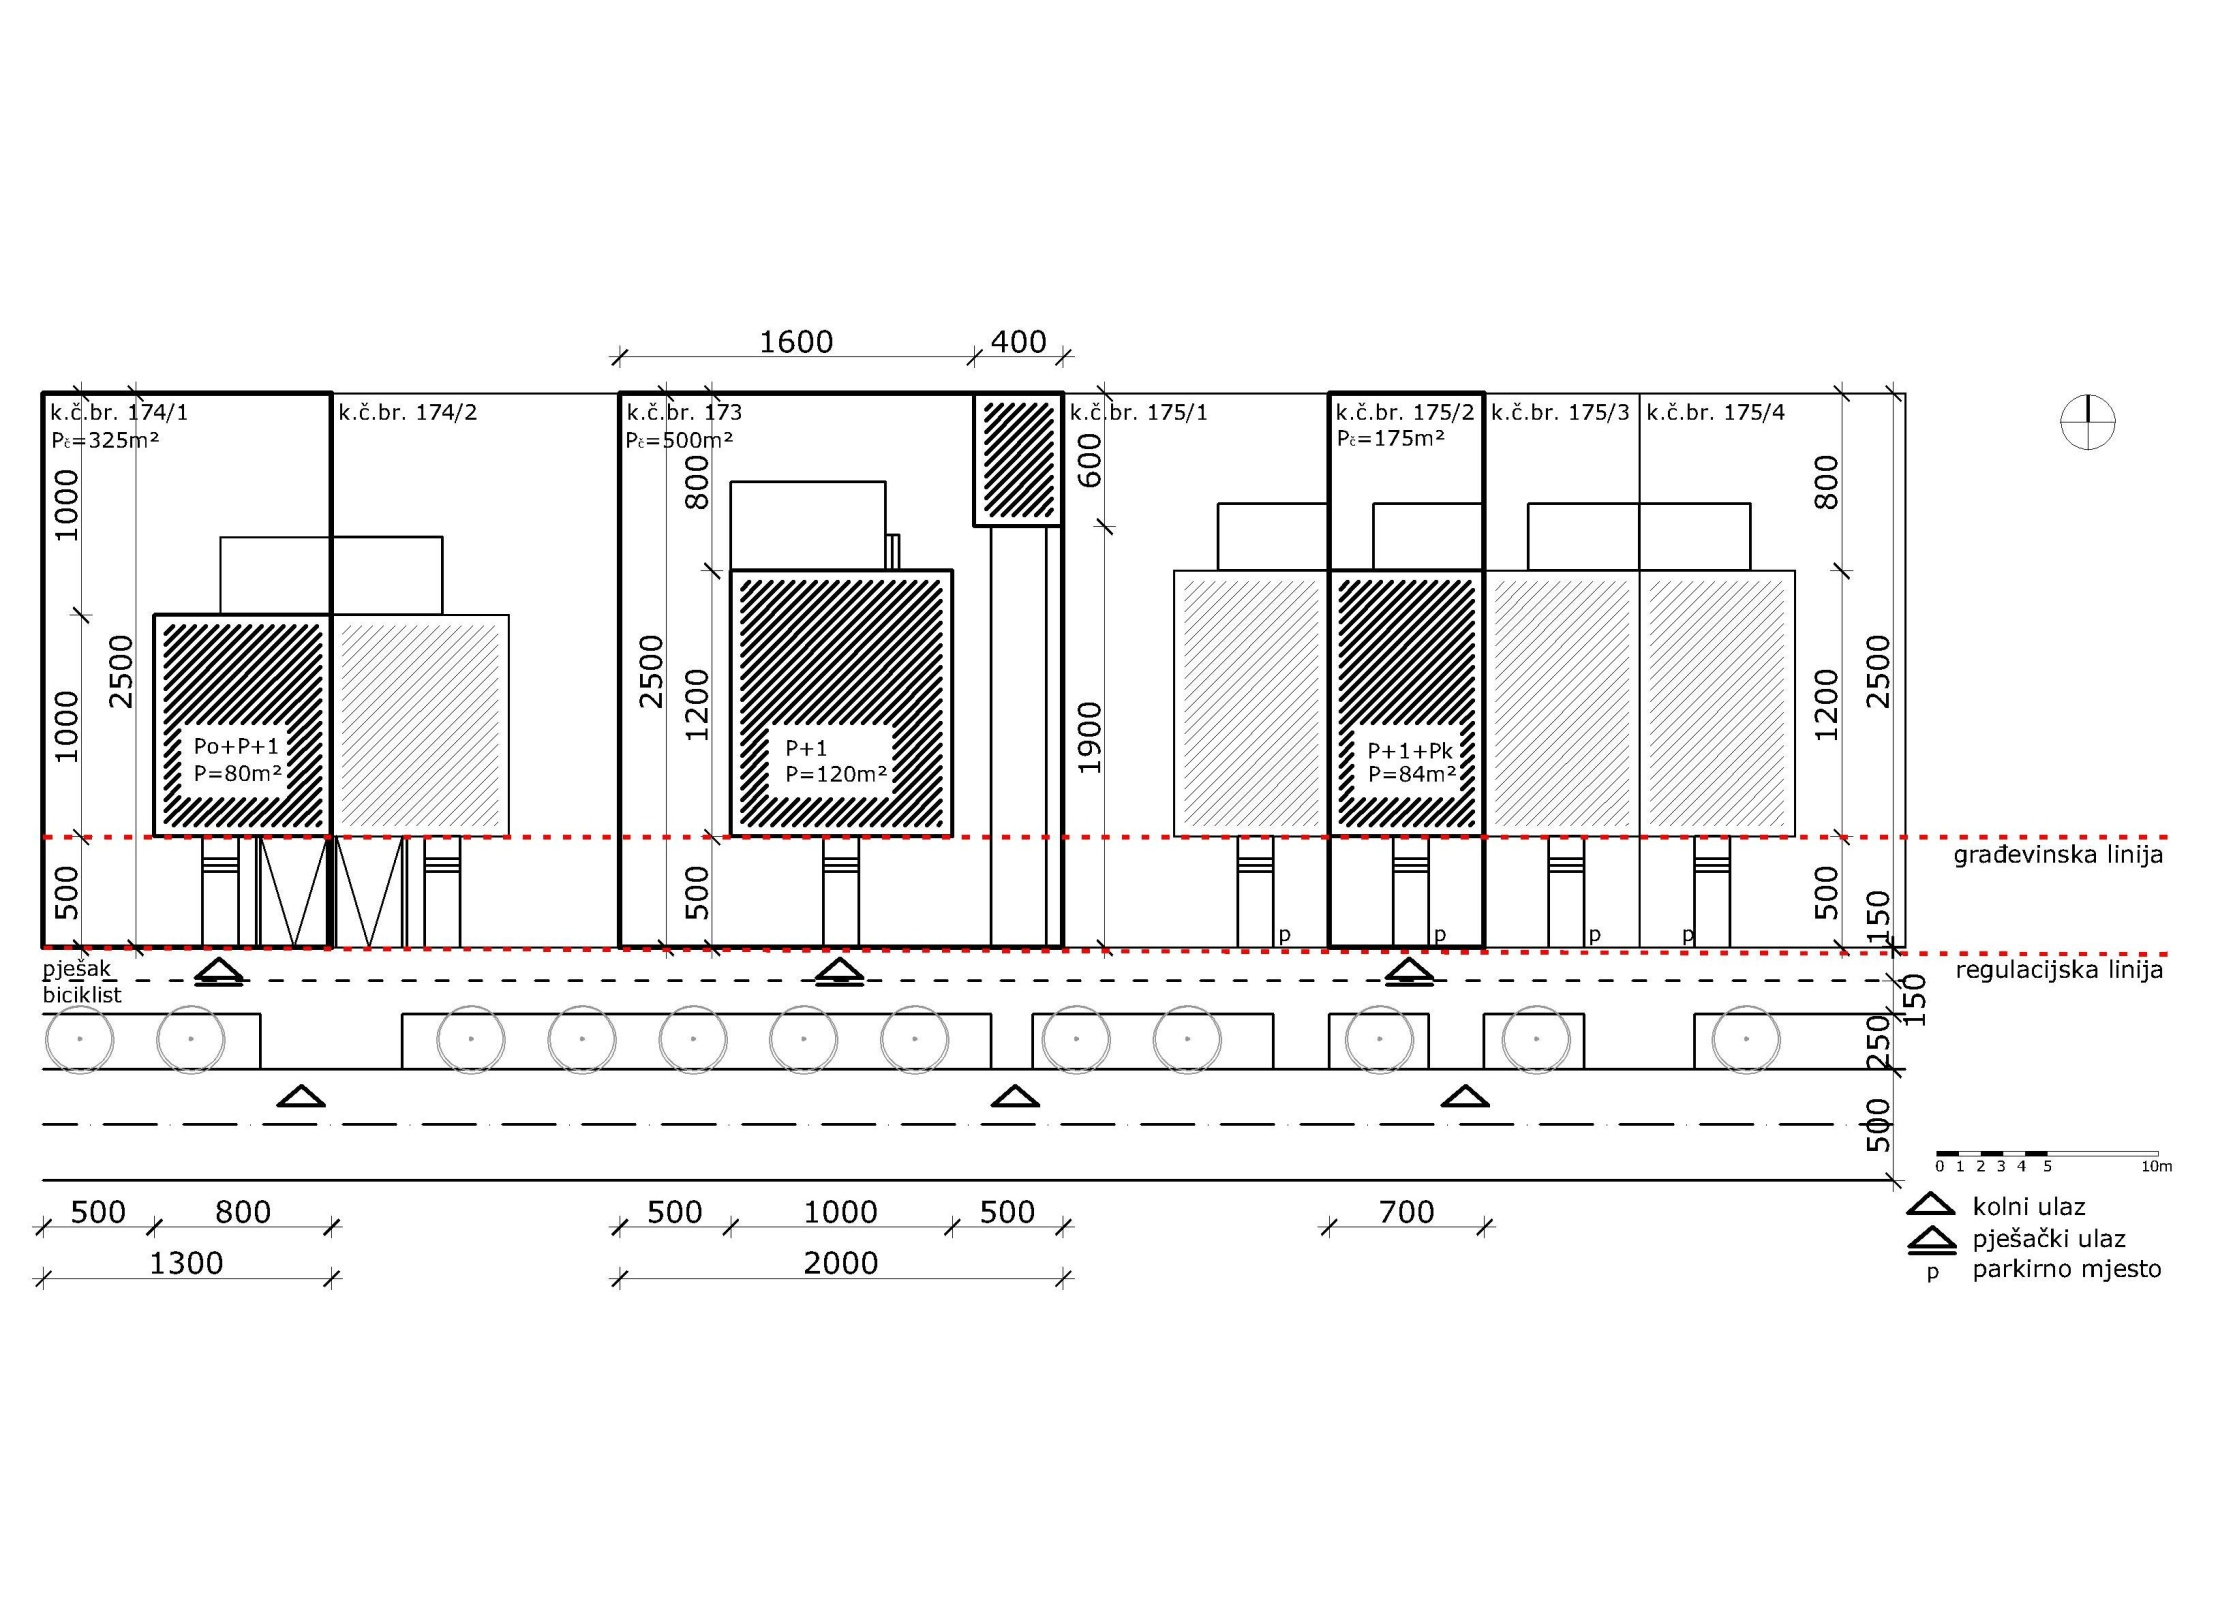 1600
400
k.č.br. 174/1
Pč=325m²
k.č.br. 174/2
k.č.br. 173
Pč=500m²
k.č.br. 175/1
k.č.br. 175/2
Pč=175m²
k.č.br. 175/3
k.č.br. 175/4
1000
2500
1000
500
800
2500
1200
500
600
1900
800
1200
500
2500
150
150
250
500
Po+P+1
P=80m²
P+1
P=120m²
P+1+Pk
P=84m²
građevinska linija
p
p
p
p
regulacijska linija
pješak
biciklist
0 1 2 3 4 5 10m
500
800
1300
500
1000
500
2000
700
kolni ulaz
pješački ulaz
p
parkirno mjesto